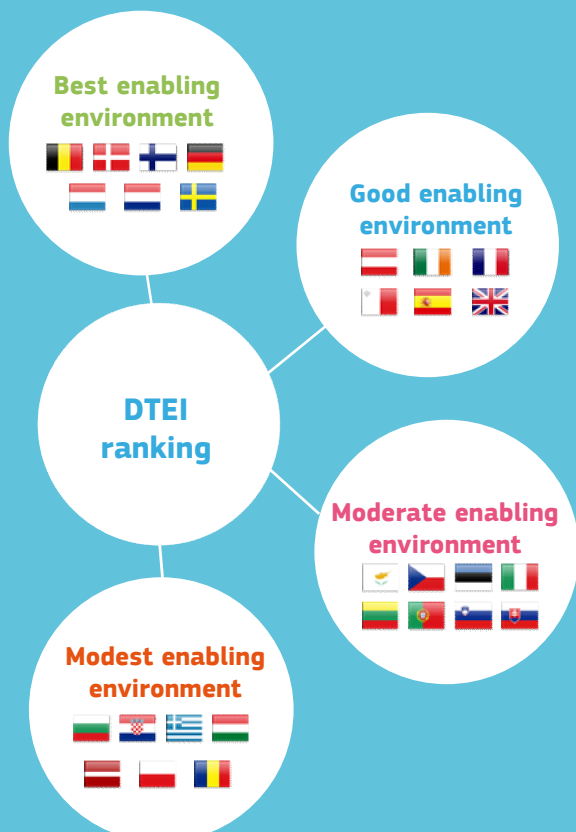 Best enabling
environment
Good enabling
environment
DTEI
ranking
Moderate enabling
environment
Modest enabling
environment